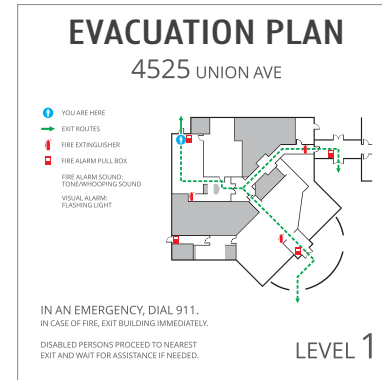 EVACUATION PLAN
4525 UNION AVE
YOU ARE HERE
EXIT ROUTES
FIRE EXTINGUISHER
FIRE ALARM PULL BOX
FIRE ALARM SOUND:
TONE/WHOOPING SOUND
VISUAL ALARM:
FLASHING LIGHT
IN AN EMERGENCY, DIAL 911.
IN CASE OF FIRE, EXIT BUILDING IMMEDIATELY.
DISABLED PERSONS PROCEED TO NEAREST
EXIT AND WAIT FOR ASSISTANCE IF NEEDED.
LEVEL 1